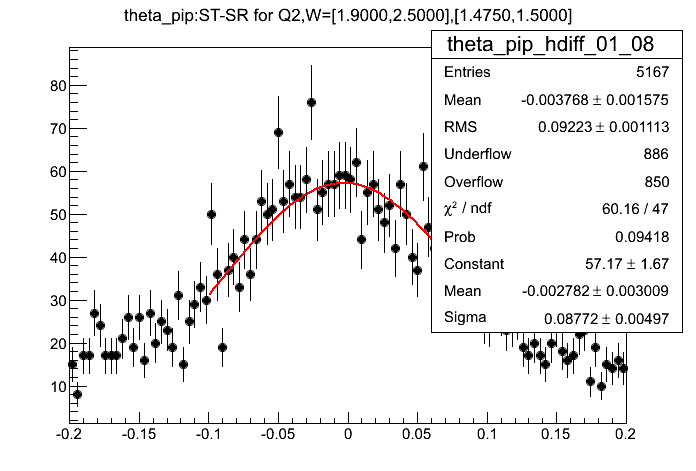 theta_pip:ST-SR for Q2,W=[1.9000,2.5000],[1.4750,1.5000]
theta_pip_hdiff_01_08
Entries 5167
Mean -0.003768 ± 0.001575
RMS 0.09223 ± 0.001113
Underflow 886
Overflow 850
χ² / ndf 60.16 / 47
Prob 0.09418
Constant 57.17 ± 1.67
Mean -0.002782 ± 0.003009
Sigma 0.08772 ± 0.00497
80
70
60
50
40
30
20
10
-0.2 -0.15 -0.1 -0.05 0 0.05 0.1 0.15 0.2